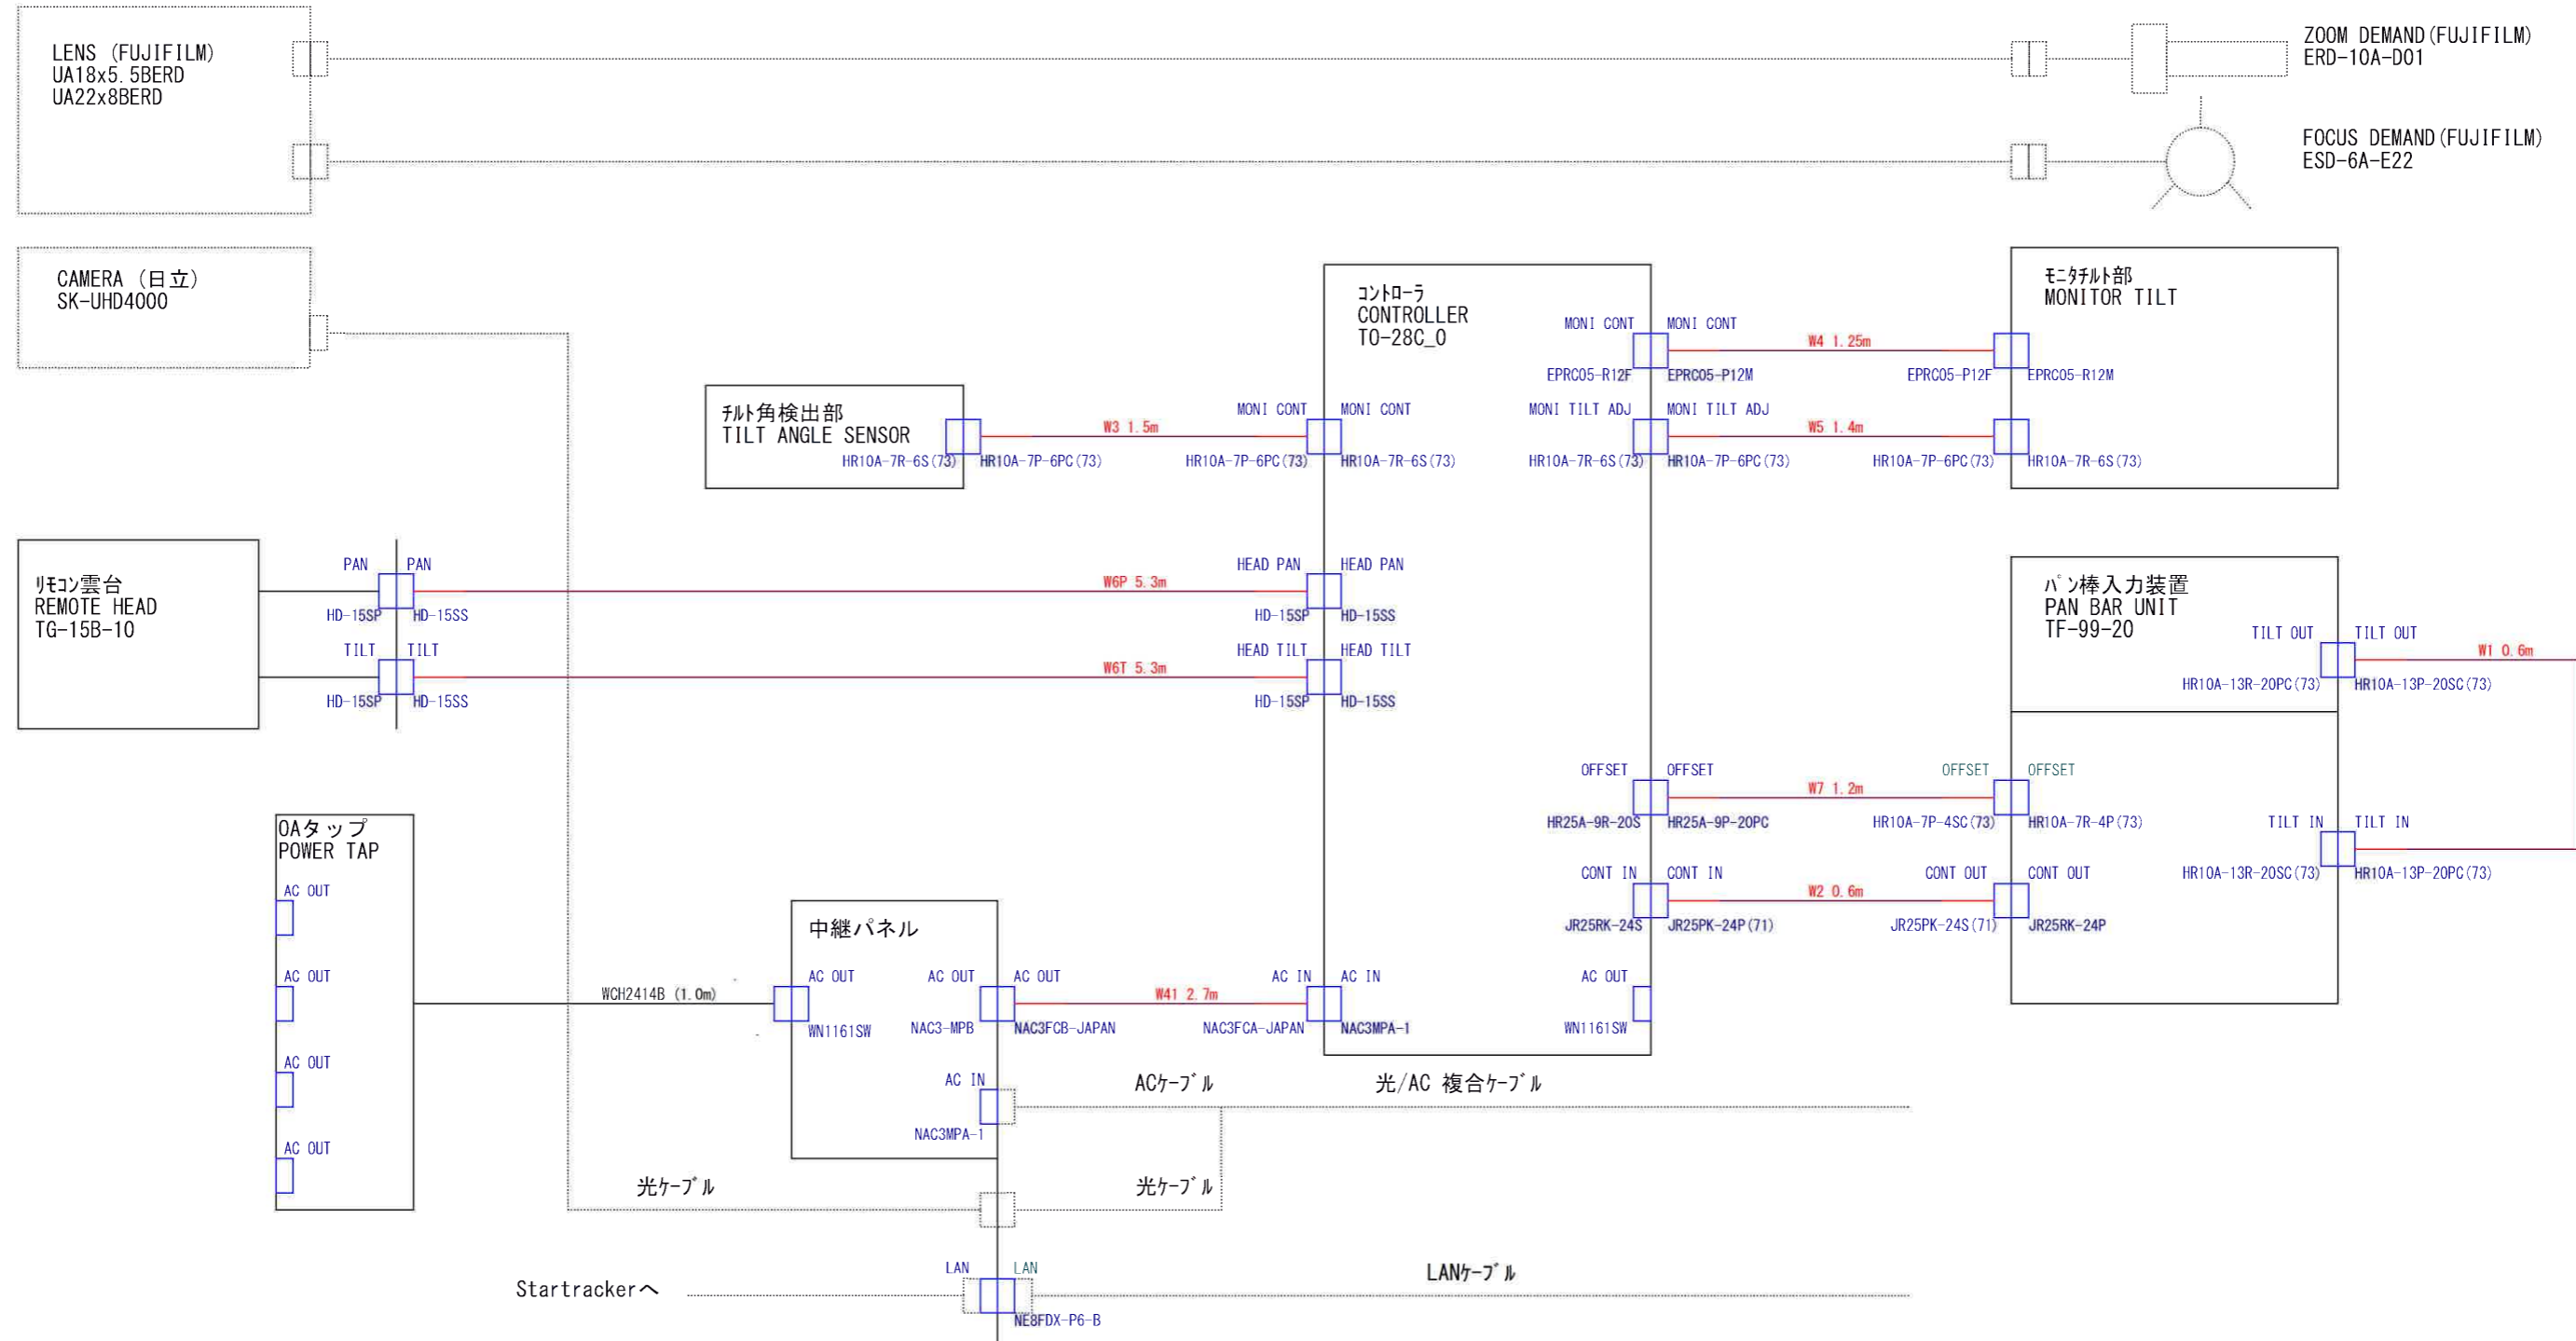 LENS (FUJIFILM)
UA18x5.5BERD
UA22x8BERD
ZOOM DEMAND(FUJIFILM)
ERD-10A-D01
FOCUS DEMAND(FUJIFILM)
ESD-6A-E22
CAMERA (日立)
SK-UHD4000
コントローラ
CONTROLLER
TO-28C_O
モニタチルト部
MONITOR TILT
MONI CONT
MONI CONT
W4 1.25m
EPRC05-R12F
EPRC05-P12M
EPRC05-P12F
EPRC05-R12M
チルト角検出部
TILT ANGLE SENSOR
W3 1.5m
MONI CONT
MONI CONT
MONI TILT ADJ
MONI TILT ADJ
W5 1.4m
HR10A-7R-6S(73)
HR10A-7P-6PC(73)
HR10A-7P-6PC(73)
HR10A-7R-6S(73)
HR10A-7R-6S(73)
HR10A-7P-6PC(73)
HR10A-7P-6PC(73)
HR10A-7R-6S(73)
リモコン雲台
REMOTE HEAD
TG-15B-10
PAN
PAN
W6P 5.3m
HEAD PAN
HEAD PAN
HD-15SP
HD-15SS
HD-15SP
HD-15SS
TILT
TILT
W6T 5.3m
HEAD TILT
HEAD TILT
HD-15SP
HD-15SS
HD-15SP
HD-15SS
パン棒入力装置
PAN BAR UNIT
TF-99-20
TILT OUT
TILT OUT
W1 0.6m
HR10A-13R-20PC(73)
HR10A-13P-20SC(73)
OFFSET
OFFSET
W7 1.2m
OFFSET
OFFSET
HR25A-9R-20S
HR25A-9P-20PC
HR10A-7P-4SC(73)
HR10A-7R-4P(73)
TILT IN
TILT IN
HR10A-13R-20SC(73)
HR10A-13P-20PC(73)
CONT IN
CONT IN
W2 0.6m
CONT OUT
CONT OUT
JR25RK-24S
JR25PK-24P(71)
JR25PK-24S(71)
JR25RK-24P
OAタップ
POWER TAP
AC OUT
AC OUT
AC OUT
AC OUT
中継パネル
WCH2414B (1.0m)
AC OUT
WN1161SW
AC OUT
AC OUT
W41 2.7m
AC IN
AC IN
NAC3-MPB
NAC3FCB-JAPAN
NAC3FCA-JAPAN
NAC3MPA-1
AC OUT
WN1161SW
AC IN
NAC3MPA-1
ACケーブル
光/AC 複合ケーブル
光ケーブル
光ケーブル
LAN
LAN
Startrackerへ
LANケーブル
NE8FDX-P6-B